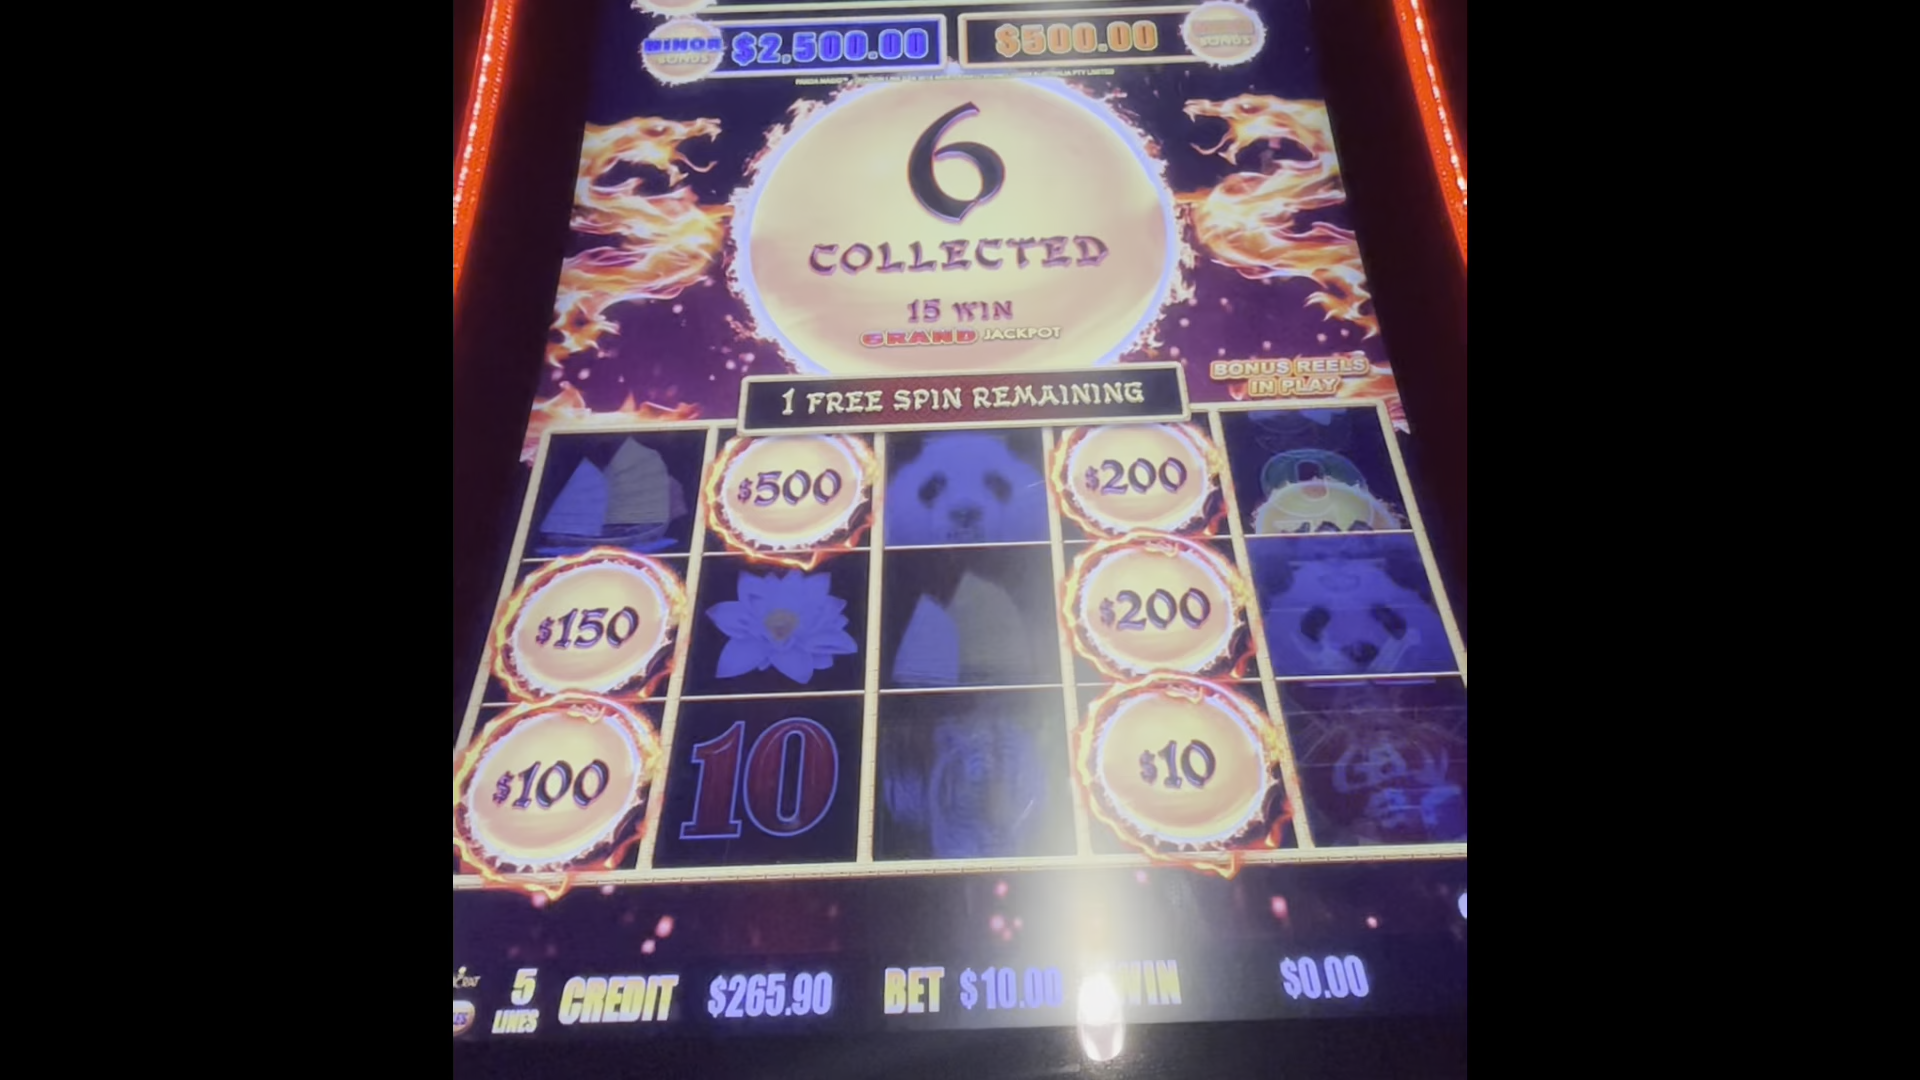 MINOR $2,500.00 $500.00
BONUS BONUS
6
COLLECTED
15 WIN
GRAND JACKPOT
BONUS REELS
IN PLAY
1 FREE SPIN REMAINING
$500 $200
$150 $200
$100 10 $10
5 CREDIT $265.90 BET $10.00 WIN $0.00
LINES